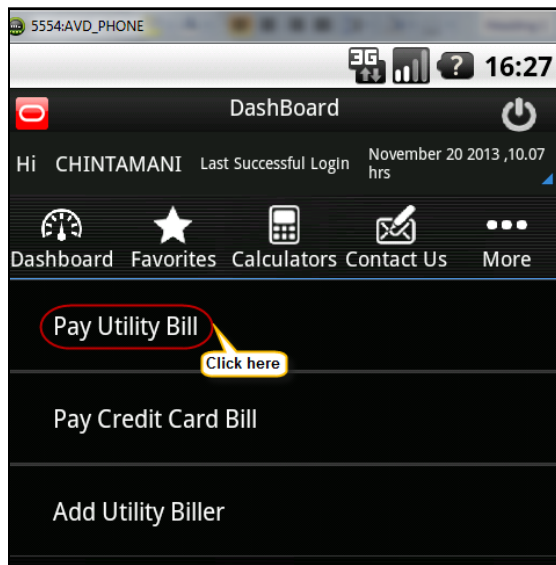 5554:AVD_PHONE
3G ? 16:27
DashBoard
Hi CHINTAMANI Last Successful Login November 20 2013 ,10.07
hrs
Dashboard Favorites Calculators Contact Us More
Pay Utility Bill
Click here
Pay Credit Card Bill
Add Utility Biller